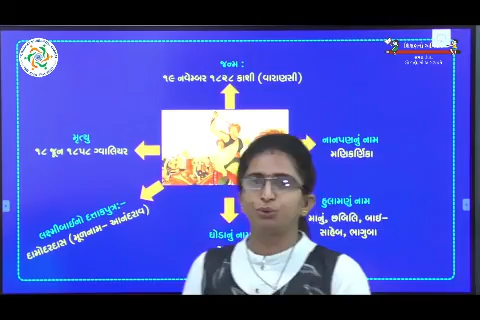 જન્મ :
૧૯ નવેમ્બર ૧૮૨૮ કાશી (વારાણસી)
મૃત્યુ
૧૮ જૂન ૧૮૫૮ ગ્વાલિયર
નાનપણનું નામ
મણિકર્ણિકા
લક્ષ્મીબાઈનો દત્તકપુત્ર:-
દામોદરદાસ (મૂળનામ- આનંદરાવ)
ઘોડાનું નામ
હુલામણું નામ
માનું, છબિલિ, બાઈ-
સાહેબ, ભાગુબા